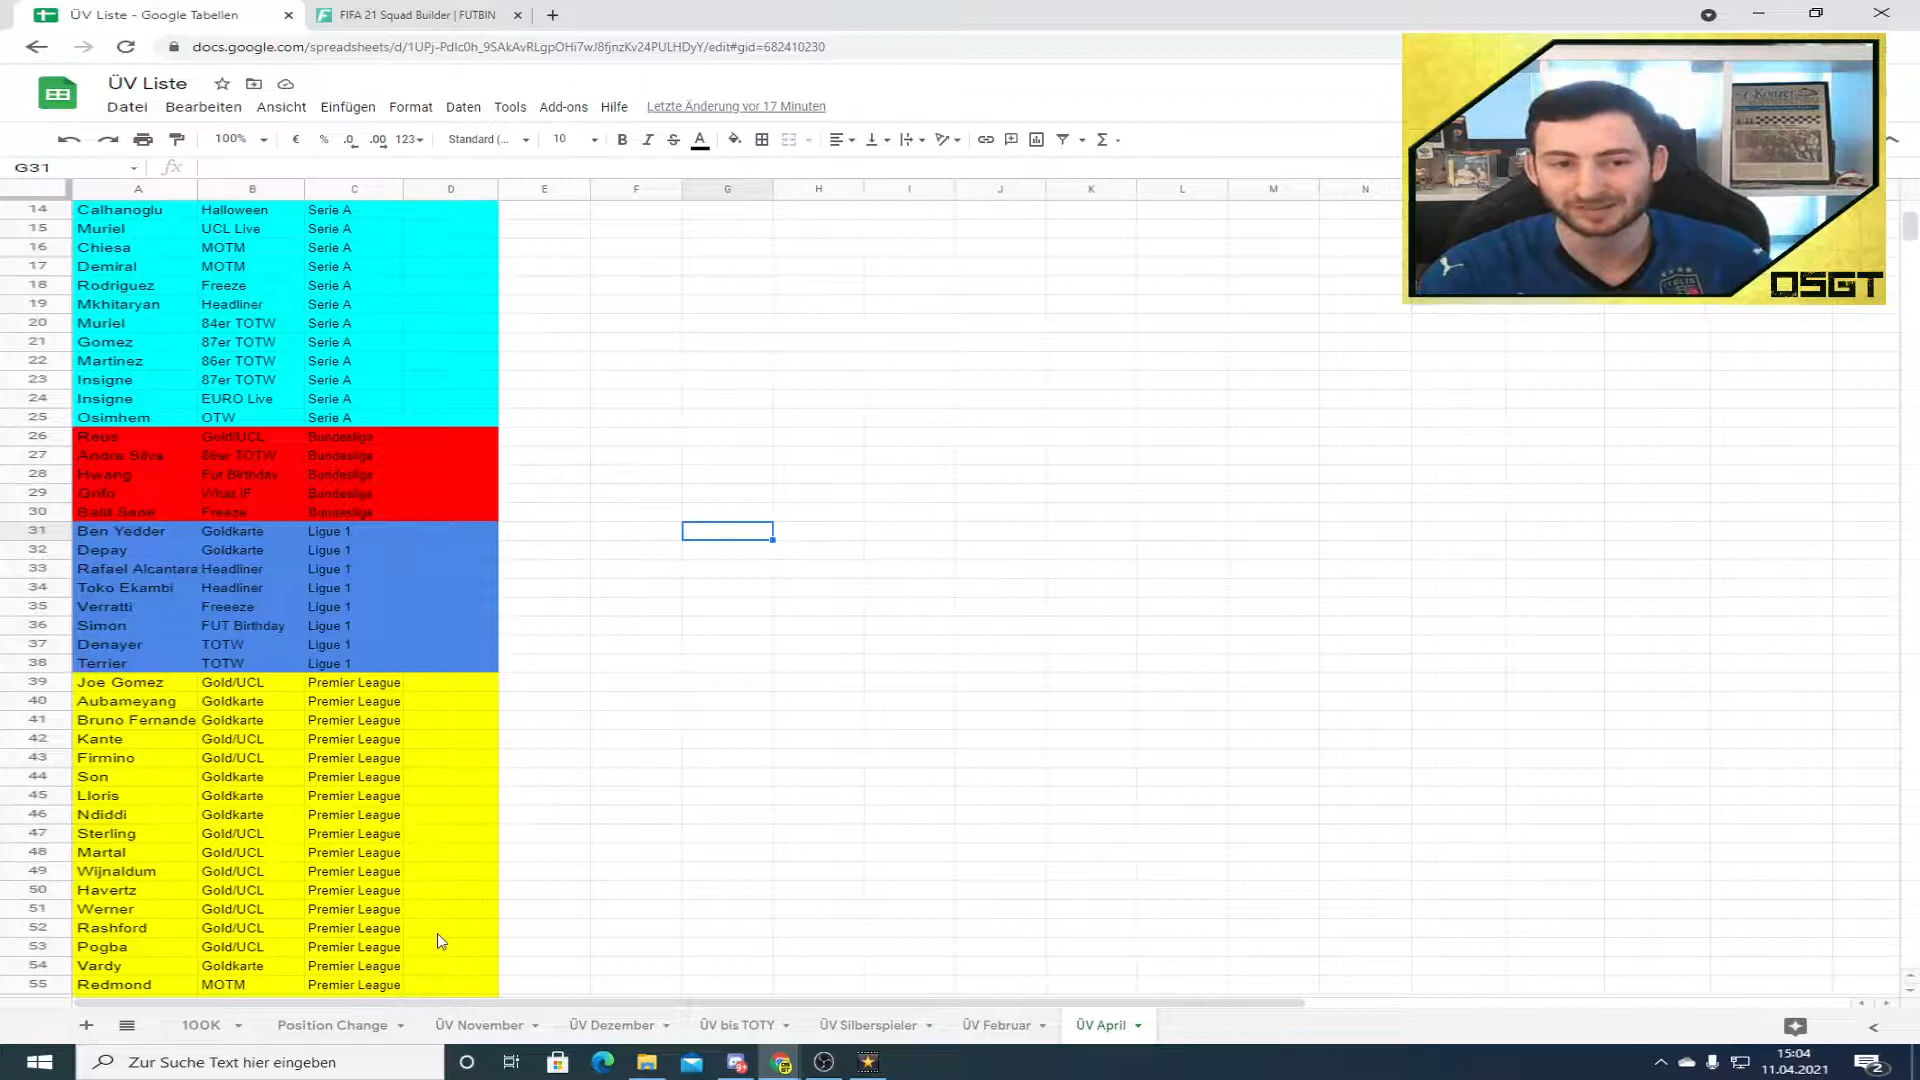 ÜV Liste - Google Tabellen
FIFA 21 Squad Builder | FUTBIN
docs.google.com/spreadsheets/d/1UPj-Pdlc0h_9SAkAvRLgpOHi7wJ8fjnzKv24PULHDyY/edit#gid=682410230
ÜV Liste
Datei Bearbeiten Ansicht Einfügen Format Daten Tools Add-ons Hilfe Letzte Änderung vor 17 Minuten
100% € % .0 .00 123 Standard (... 10 B I S A
G31 fx
A B C D E F G H I J K L M N
14 Calhanoglu Halloween Serie A
15 Muriel UCL Live Serie A
16 Chiesa MOTM Serie A
17 Demiral MOTM Serie A
18 Rodriguez Freeze Serie A
19 Mkhitaryan Headliner Serie A
20 Muriel 84er TOTW Serie A
21 Gomez 87er TOTW Serie A
22 Martinez 86er TOTW Serie A
23 Insigne 87er TOTW Serie A
24 Insigne EURO Live Serie A
25 Osimhem OTW Serie A
26 Reus Gold/UCL Bundesliga
27 Andre Silva 86er TOTW Bundesliga
28 Hwang Fut Birthday Bundesliga
29 Grifo What IF Bundesliga
30 Salif Sane Freeze Bundesliga
31 Ben Yedder Goldkarte Ligue 1
32 Depay Goldkarte Ligue 1
33 Rafael Alcantara Headliner Ligue 1
34 Toko Ekambi Headliner Ligue 1
35 Verratti Freeeze Ligue 1
36 Simon FUT Birthday Ligue 1
37 Denayer TOTW Ligue 1
38 Terrier TOTW Ligue 1
39 Joe Gomez Gold/UCL Premier League
40 Aubameyang Goldkarte Premier League
41 Bruno Fernande Goldkarte Premier League
42 Kante Gold/UCL Premier League
43 Firmino Gold/UCL Premier League
44 Son Goldkarte Premier League
45 Lloris Goldkarte Premier League
46 Ndiddi Goldkarte Premier League
47 Sterling Gold/UCL Premier League
48 Martal Gold/UCL Premier League
49 Wijnaldum Gold/UCL Premier League
50 Havertz Gold/UCL Premier League
51 Werner Gold/UCL Premier League
52 Rashford Gold/UCL Premier League
53 Pogba Gold/UCL Premier League
54 Vardy Goldkarte Premier League
55 Redmond MOTM Premier League
OSGT
100K Position Change ÜV November ÜV Dezember ÜV bis TOTY ÜV Silberspieler ÜV Februar ÜV April
Zur Suche Text hier eingeben
15:04
11.04.2021
2